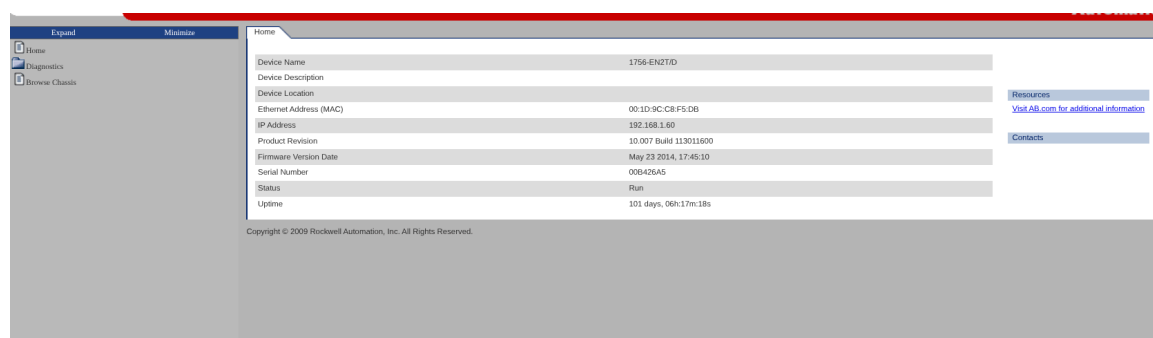 Expand Minimize
Home
Diagnostics
Browse Chassis
Home
Device Name 1756-EN2T/D
Device Description
Device Location
Ethernet Address (MAC) 00:1D:9C:C8:F5:DB
IP Address 192.168.1.60
Product Revision 10.007 Build 113011600
Firmware Version Date May 23 2014, 17:45:10
Serial Number 00B426A5
Status Run
Uptime 101 days, 06h:17m:18s
Resources
Visit AB.com for additional information
Contacts
Copyright © 2009 Rockwell Automation, Inc. All Rights Reserved.